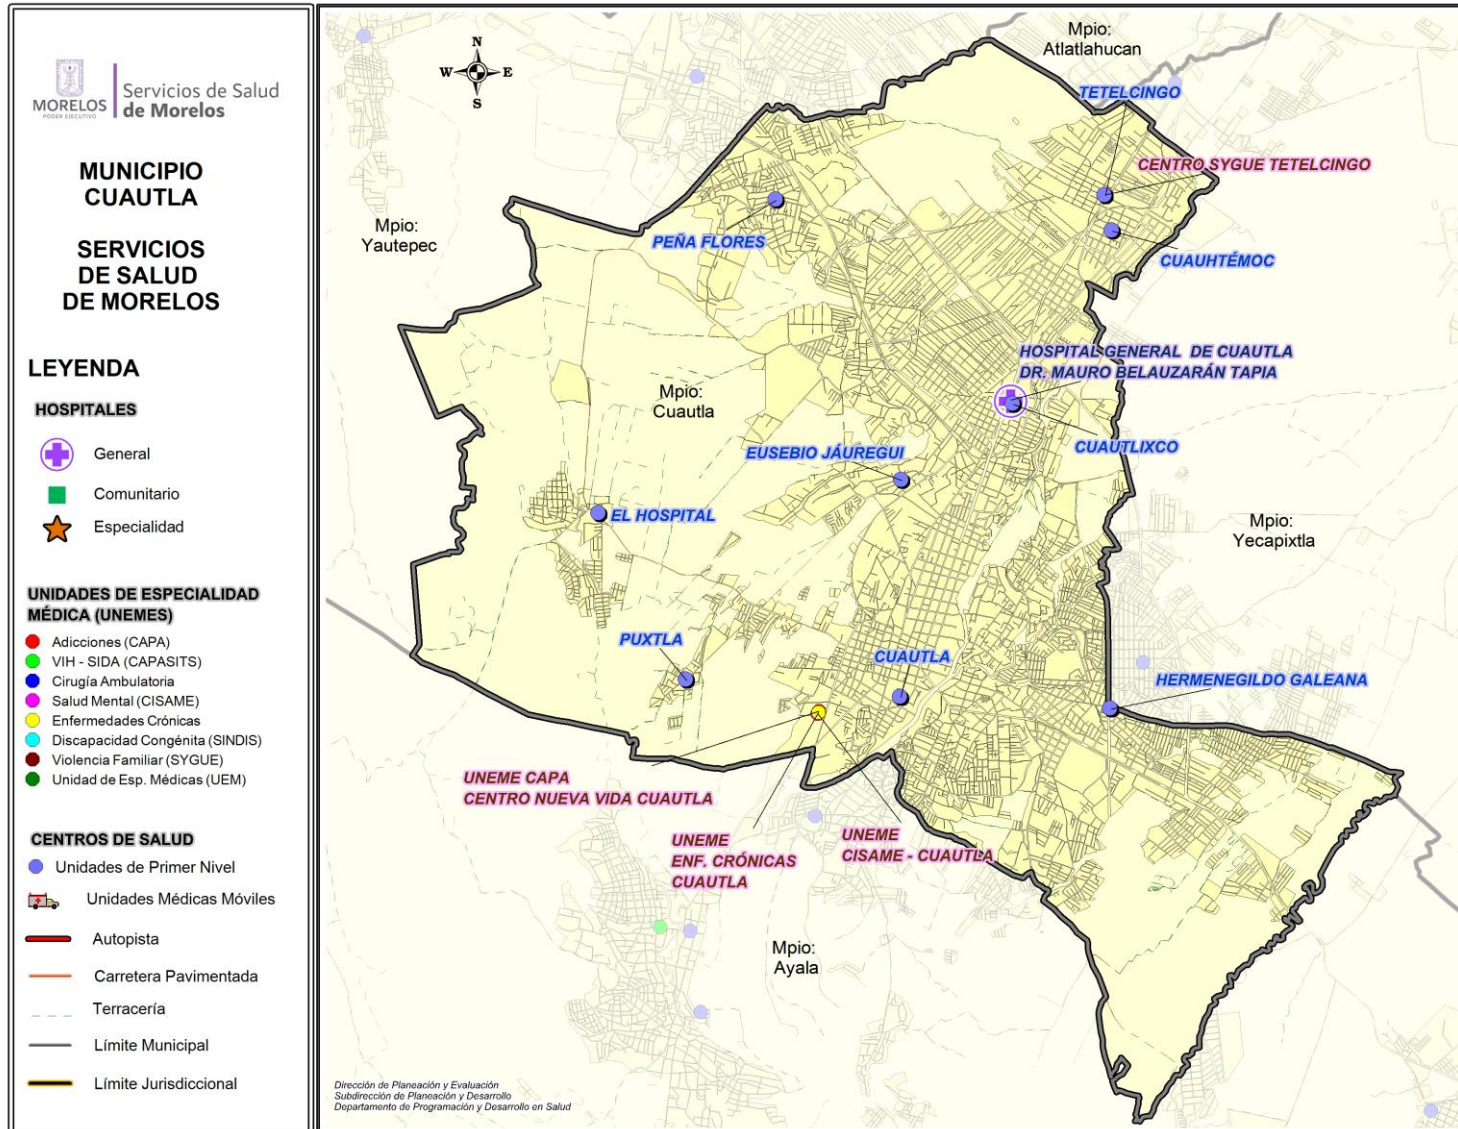 MORELOS
PODER EJECUTIVO
Servicios de Salud
de Morelos
MUNICIPIO
CUAUTLA
SERVICIOS
DE SALUD
DE MORELOS
LEYENDA
HOSPITALES
General
Comunitario
Especialidad
UNIDADES DE ESPECIALIDAD
MÉDICA (UNEMES)
Adicciones (CAPA)
VIH - SIDA (CAPASITS)
Cirugía Ambulatoria
Salud Mental (CISAME)
Enfermedades Crónicas
Discapacidad Congénita (SINDIS)
Violencia Familiar (SYGUE)
Unidad de Esp. Médicas (UEM)
CENTROS DE SALUD
Unidades de Primer Nivel
Unidades Médicas Móviles
Autopista
Carretera Pavimentada
Terracería
Límite Municipal
Límite Jurisdiccional
N
W
E
S
Mpio:
Atlatlahucan
TETELCINGO
CENTRO SYGUE TETELCINGO
Mpio:
Yautepec
PEÑA FLORES
CUAUHTÉMOC
HOSPITAL GENERAL DE CUAUTLA
DR. MAURO BELAUZARÁN TAPIA
Mpio:
Cuautla
CUAUTLIXCO
EUSEBIO JÁUREGUI
EL HOSPITAL
Mpio:
Yecapixtla
PUXTLA
CUAUTLA
HERMENEGILDO GALEANA
UNEME CAPA
CENTRO NUEVA VIDA CUAUTLA
UNEME
ENF. CRÓNICAS
CUAUTLA
UNEME
CISAME - CUAUTLA
Mpio:
Ayala
Dirección de Planeación y Evaluación
Subdirección de Planeación y Desarrollo
Departamento de Programación y Desarrollo en Salud